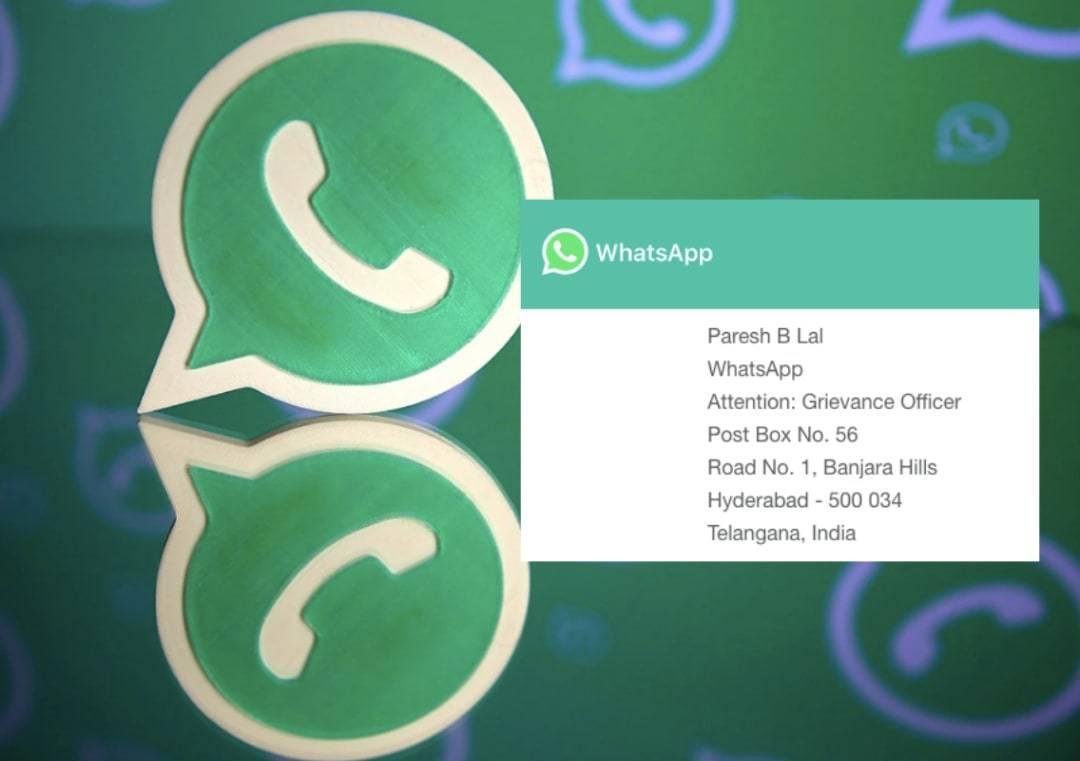 WhatsApp
Paresh B Lal
WhatsApp
Attention: Grievance Officer
Post Box No. 56
Road No. 1, Banjara Hills
Hyderabad - 500 034
Telangana, India